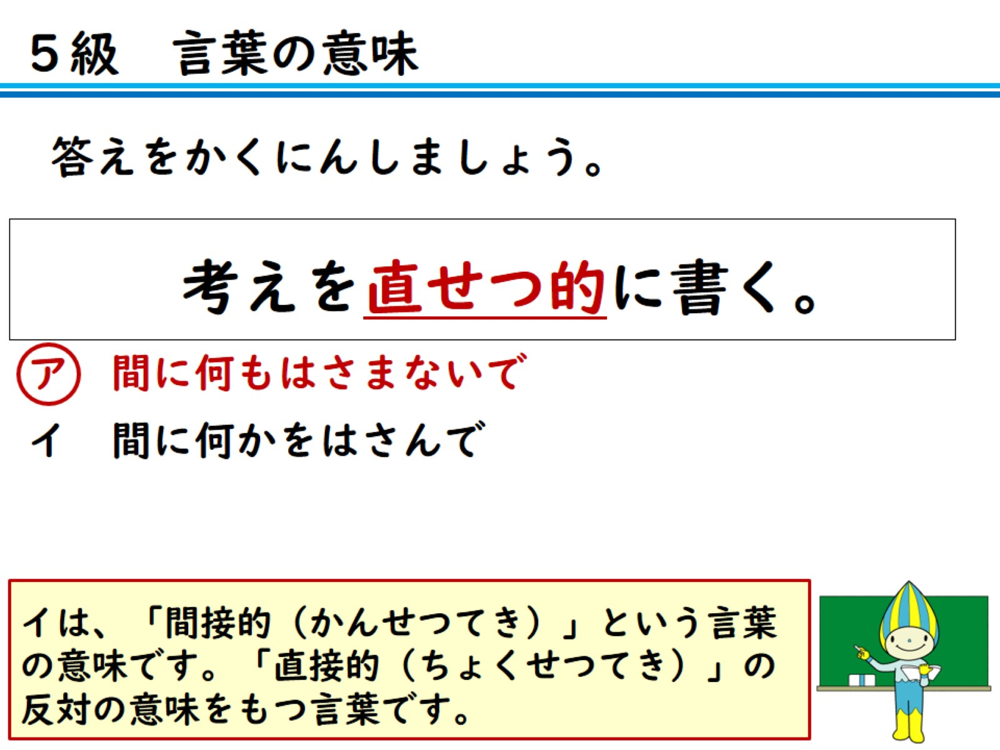 ５級　言葉の意味
答えをかくにんしましょう。
考えを直せつ的に書く。
ア　間に何もはさまないで
イ　間に何かをはさんで
イは、「間接的（かんせつてき）」という言葉
の意味です。「直接的（ちょくせつてき）」の
反対の意味をもつ言葉です。